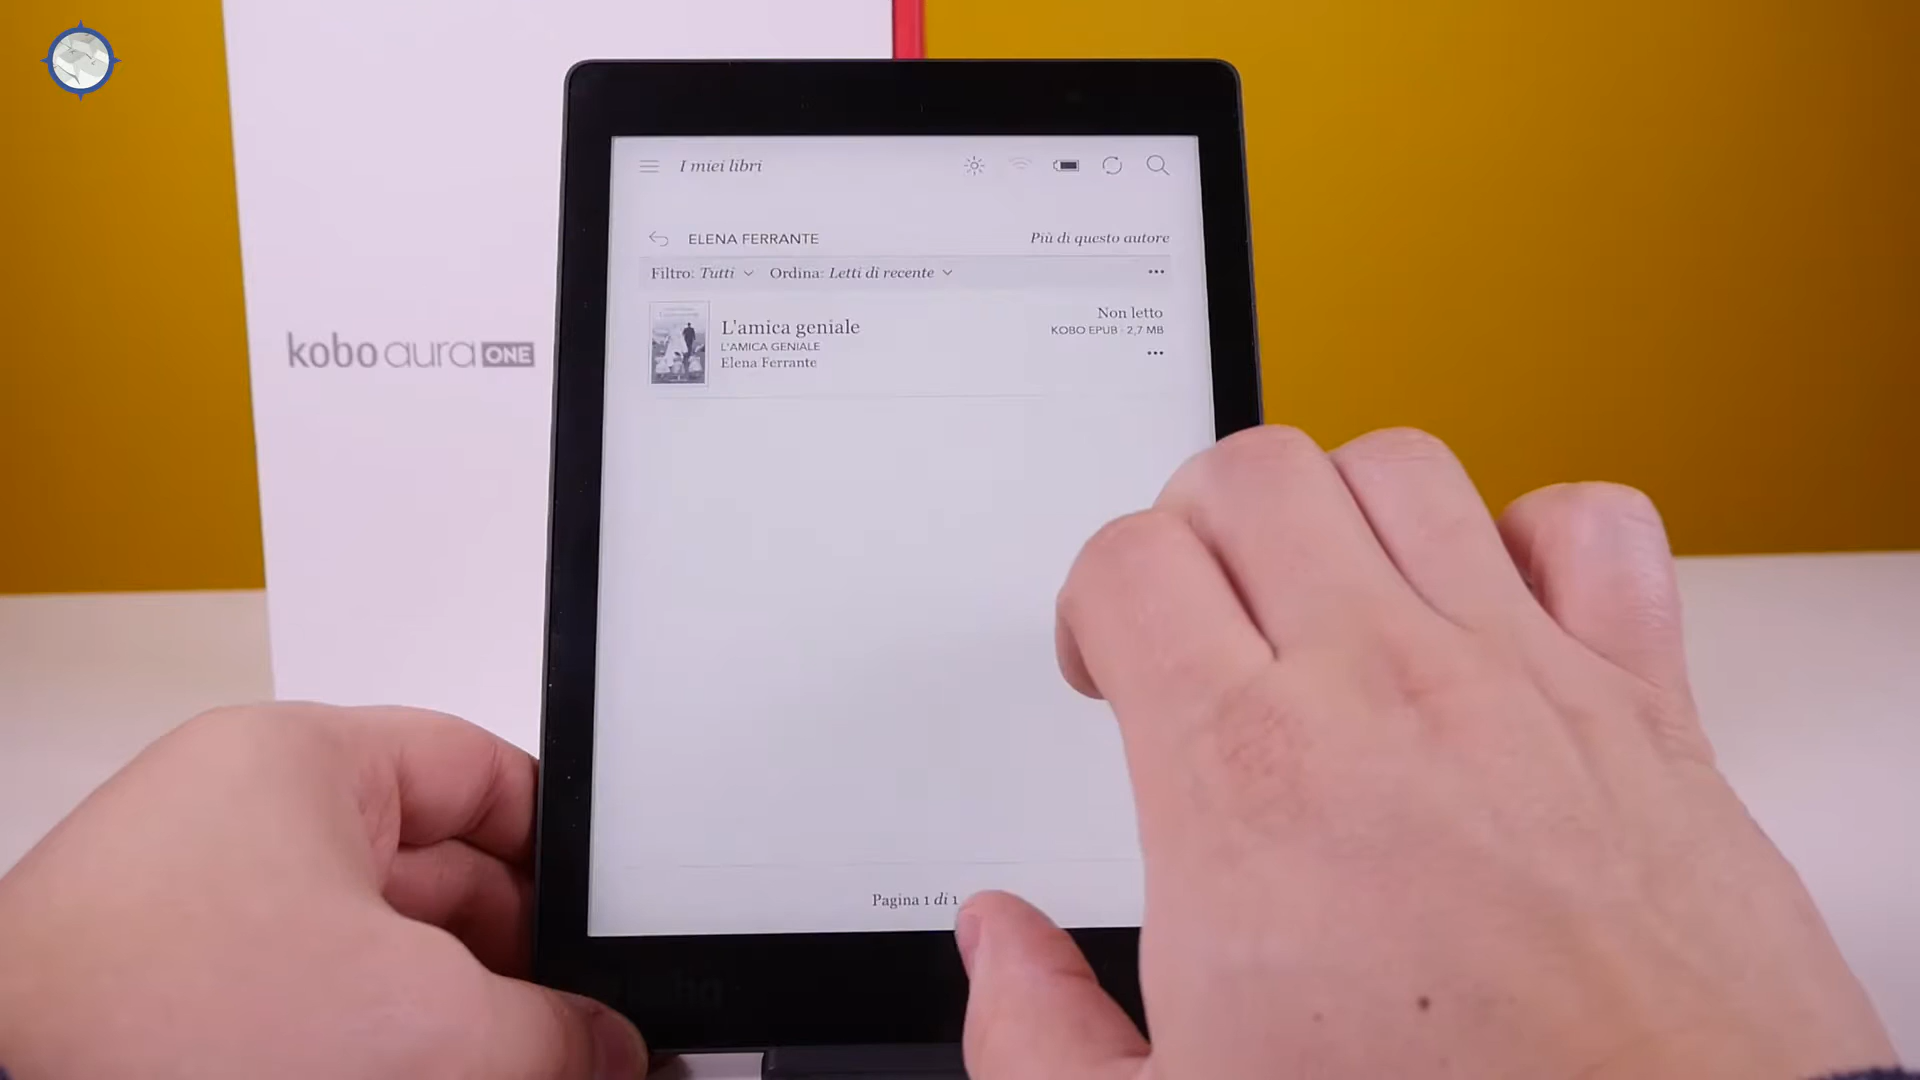 I miei libri
ELENA FERRANTE
Più di questo autore
Filtro: Tutti
Ordina: Letti di recente
L'amica geniale
L'AMICA GENIALE
Elena Ferrante
Non letto
KOBO EPUB - 2,7 MB
Pagina 1 di 1
kobo aura ONE